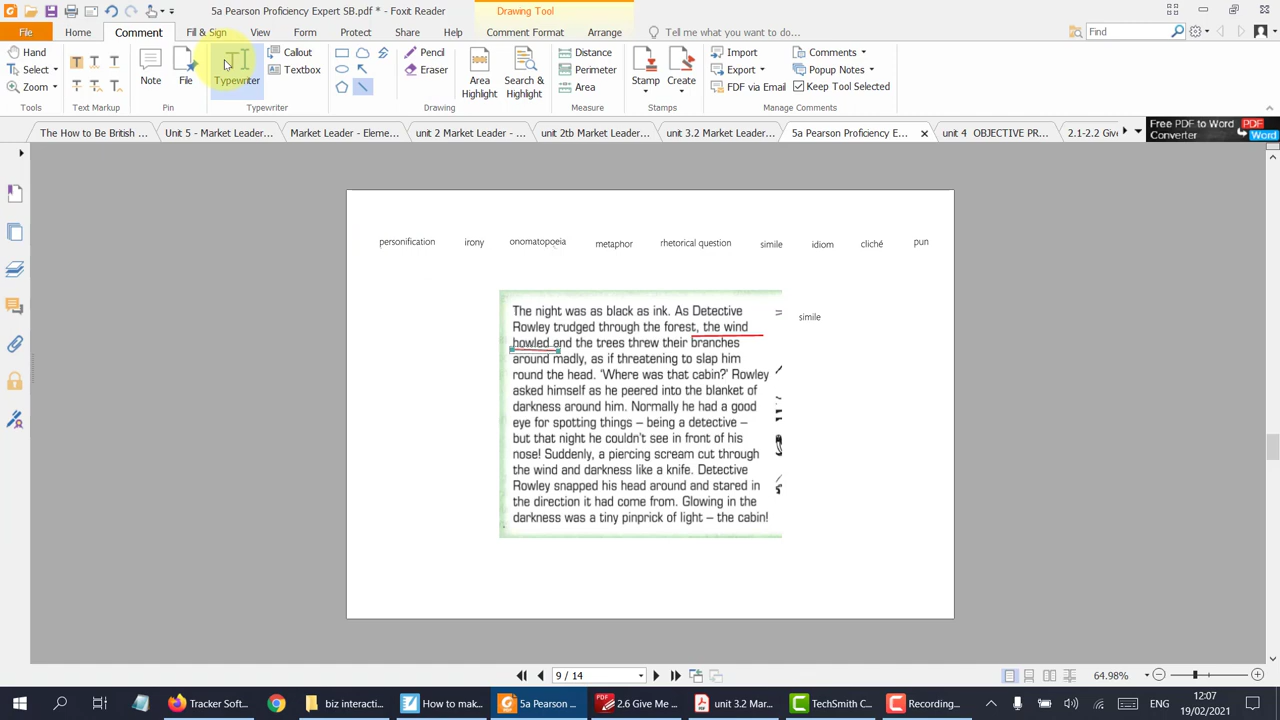 5a Pearson Proficiency Expert SB.pdf * - Foxit Reader
Drawing Tool
File Home Comment Fill & Sign View Form Protect Share Help Comment Format Arrange Tell me what you want to do... Find
Hand
Select
Zoom
Tools
Text Markup
Note
File
Pin
Typewriter
Callout
Textbox
Typewriter
Pencil
Eraser
Drawing
Area
Highlight
Search &
Highlight
Distance
Perimeter
Area
Measure
Stamp
Create
Stamps
Import
Export
FDF via Email
Comments
Popup Notes
Keep Tool Selected
Manage Comments
The How to Be British ...
Unit 5 - Market Leader...
Market Leader - Eleme...
unit 2 Market Leader - ...
unit 2tb Market Leader...
unit 3.2 Market Leader...
5a Pearson Proficiency E...
unit 4 OBJECTIVE PR...
2.1-2.2 Give
Free PDF to Word
Converter
PDF
Word
personification irony onomatopoeia metaphor rhetorical question simile idiom cliché pun
The night was as black as ink. As Detective
Rowley trudged through the forest, the wind
howled and the trees threw their branches
around madly, as if threatening to slap him
round the head. 'Where was that cabin?' Rowley
asked himself as he peered into the blanket of
darkness around him. Normally he had a good
eye for spotting things – being a detective –
but that night he couldn't see in front of his
nose! Suddenly, a piercing scream cut through
the wind and darkness like a knife. Detective
Rowley snapped his head around and stared in
the direction it had come from. Glowing in the
darkness was a tiny pinprick of light – the cabin!
simile
9 / 14
64.98%
Tracker Soft...
biz interacti...
How to mak...
5a Pearson ...
2.6 Give Me ...
unit 3.2 Mar...
TechSmith C...
Recording...
ENG
12:07
19/02/2021